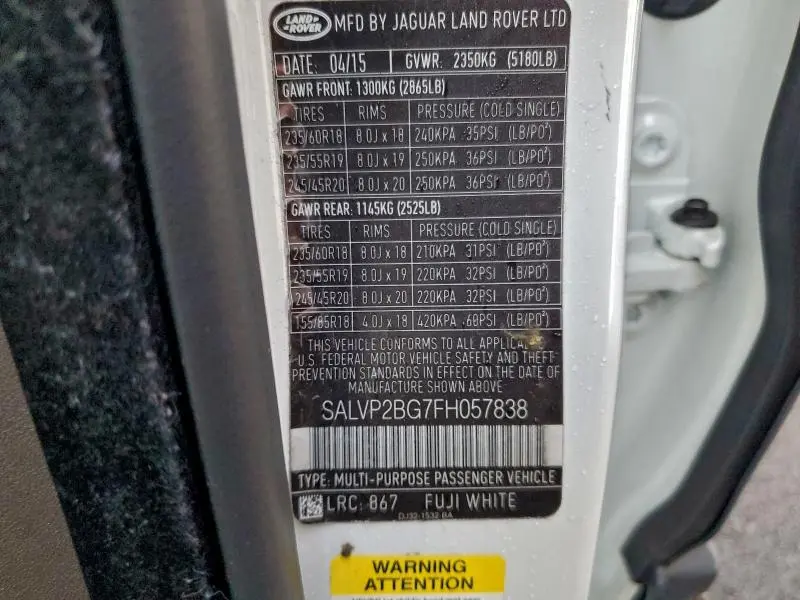 LAND ROVER
MFD BY JAGUAR LAND ROVER LTD
DATE: 04/15 GVWR: 2350KG (5180LB)
GAWR FRONT: 1300KG (2865LB)
TIRES RIMS PRESSURE (COLD SINGLE)
235/60R18 8.0J x 18 240KPA 35PSI (LB/PO²)
235/55R19 8.0J x 19 250KPA 36PSI (LB/PO²)
245/45R20 8.0J x 20 250KPA 36PSI (LB/PO²)
GAWR REAR: 1145KG (2525LB)
TIRES RIMS PRESSURE (COLD SINGLE)
235/60R18 8.0J x 18 210KPA 31PSI (LB/PO²)
235/55R19 8.0J x 19 220KPA 32PSI (LB/PO²)
245/45R20 8.0J x 20 220KPA 32PSI (LB/PO²)
155/85R18 4.0J x 18 420KPA 60PSI (LB/PO²)
THIS VEHICLE CONFORMS TO ALL
U.S. FEDERAL MOTOR VEHICLE SAFETY AND THEFT
PREVENTION STANDARDS IN EFFECT ON THE DATE OF
MANUFACTURE SHOWN ABOVE
SALVP2BG7FH057838
TYPE: MULTI-PURPOSE PASSENGER VEHICLE
LRC: 867 FUJI WHITE
DJ32-1532-BA
WARNING
ATTENTION